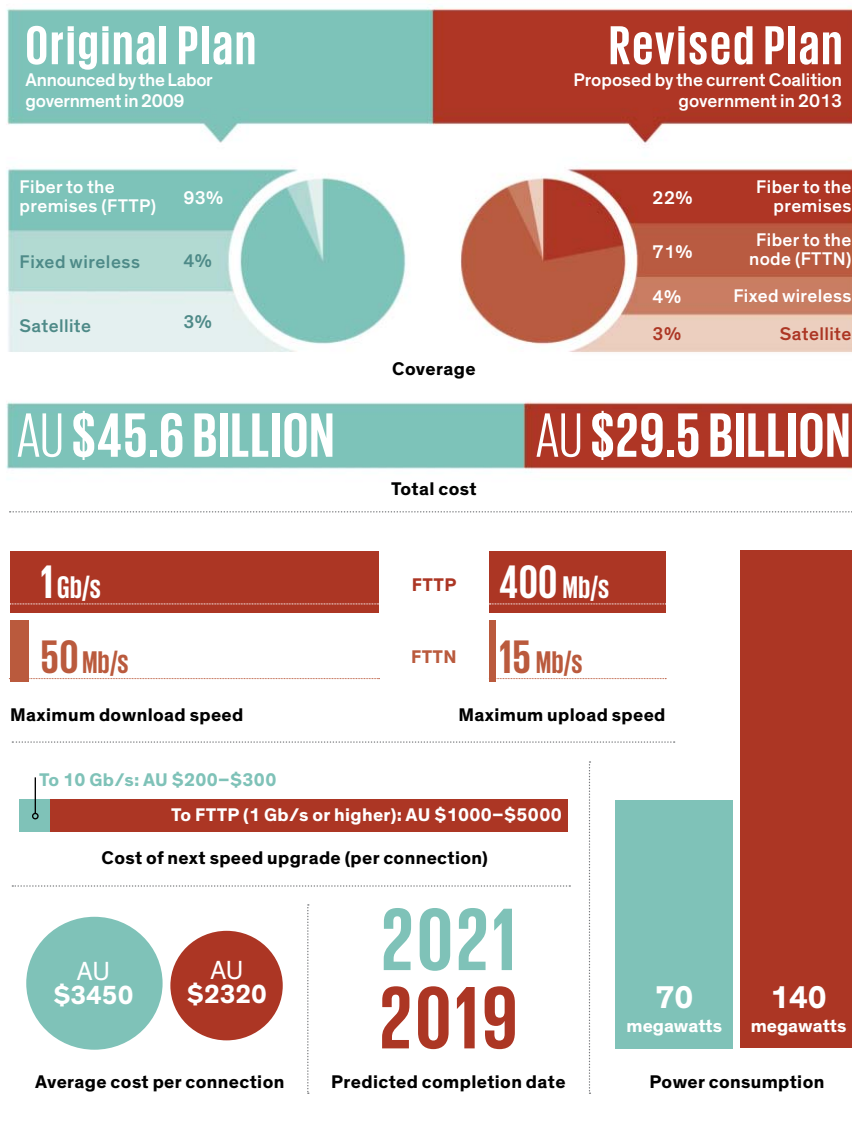 Original Plan
Announced by the Labor
government in 2009
Revised Plan
Proposed by the current Coalition
government in 2013
Fiber to the
premises (FTTP) 93%
Fixed wireless 4%
Satellite 3%
22% Fiber to the
premises
71% Fiber to the
node (FTTN)
4% Fixed wireless
3% Satellite
Coverage
AU $45.6 BILLION
AU $29.5 BILLION
Total cost
1 Gb/s
FTTP
400 Mb/s
50 Mb/s
FTTN
15 Mb/s
Maximum download speed
Maximum upload speed
To 10 Gb/s: AU $200–$300
To FTTP (1 Gb/s or higher): AU $1000–$5000
Cost of next speed upgrade (per connection)
AU
$3450
AU
$2320
Average cost per connection
2021
2019
Predicted completion date
70
megawatts
140
megawatts
Power consumption